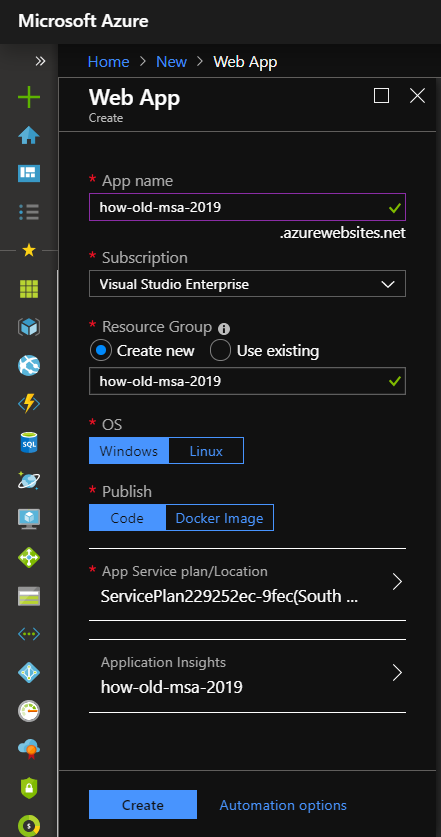 Microsoft Azure
» Home > New > Web App
Web App
Create
* App name
how-old-msa-2019
.azurewebsites.net
* Subscription
Visual Studio Enterprise
* Resource Group
Create new Use existing
how-old-msa-2019
* OS
Windows Linux
* Publish
Code Docker Image
* App Service plan/Location
ServicePlan229252ec-9fec(South ...
Application Insights
how-old-msa-2019
SQL
Create Automation options